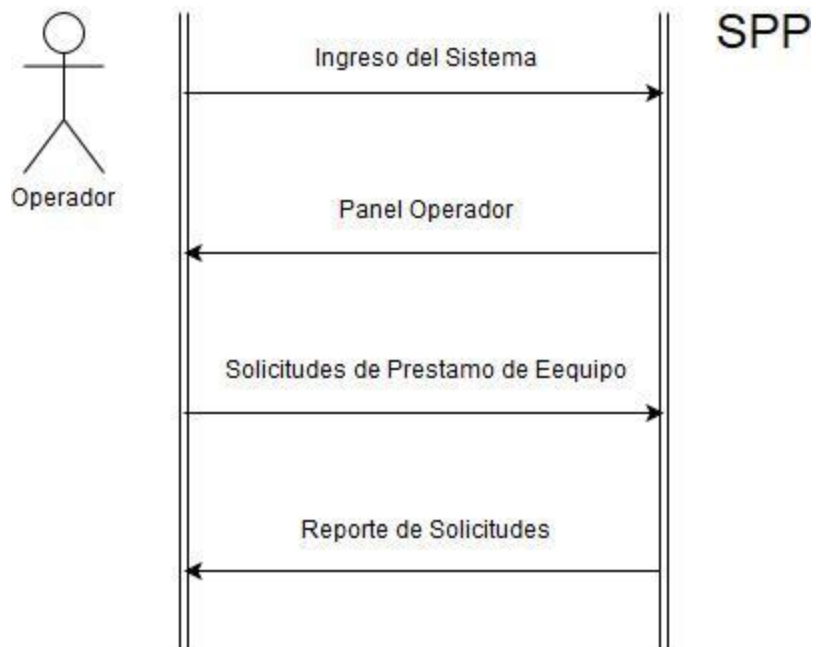 SPP
Ingreso del Sistema
Operador
Panel Operador
Solicitudes de Prestamo de Eequipo
Reporte de Solicitudes